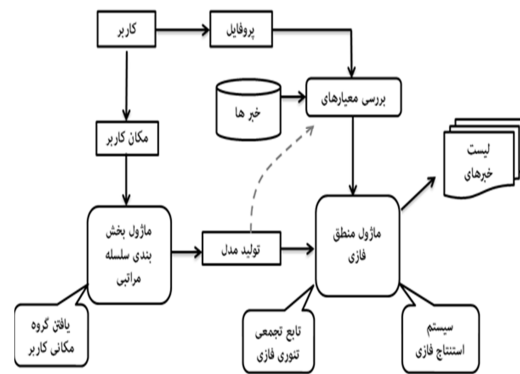 کاربر
پروفایل
بررسی معیارهای
خبر ها
مکان کاربر
لیست
خبرهای
ماژول بخش
بندی سلسله
مراتبی
تولید مدل
ماژول منطق
فازی
یافتن گروه
مکانی کاربر
تابع تجمعی
تئوری فازی
سیستم
استنتاج فازی